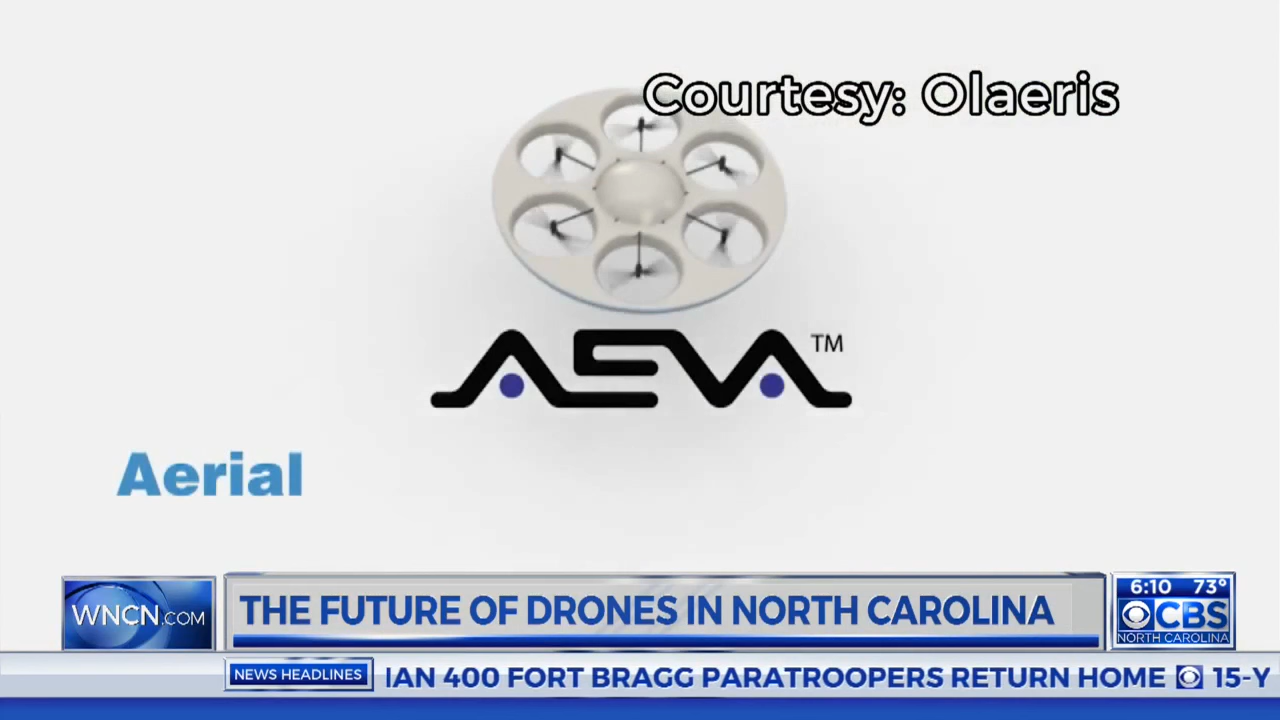 Courtesy: Olaeris
AEVA™
Aerial
WNCN.COM
THE FUTURE OF DRONES IN NORTH CAROLINA
6:10 73°
CBS
NORTH CAROLINA
NEWS HEADLINES
IAN 400 FORT BRAGG PARATROOPERS RETURN HOME 15-Y